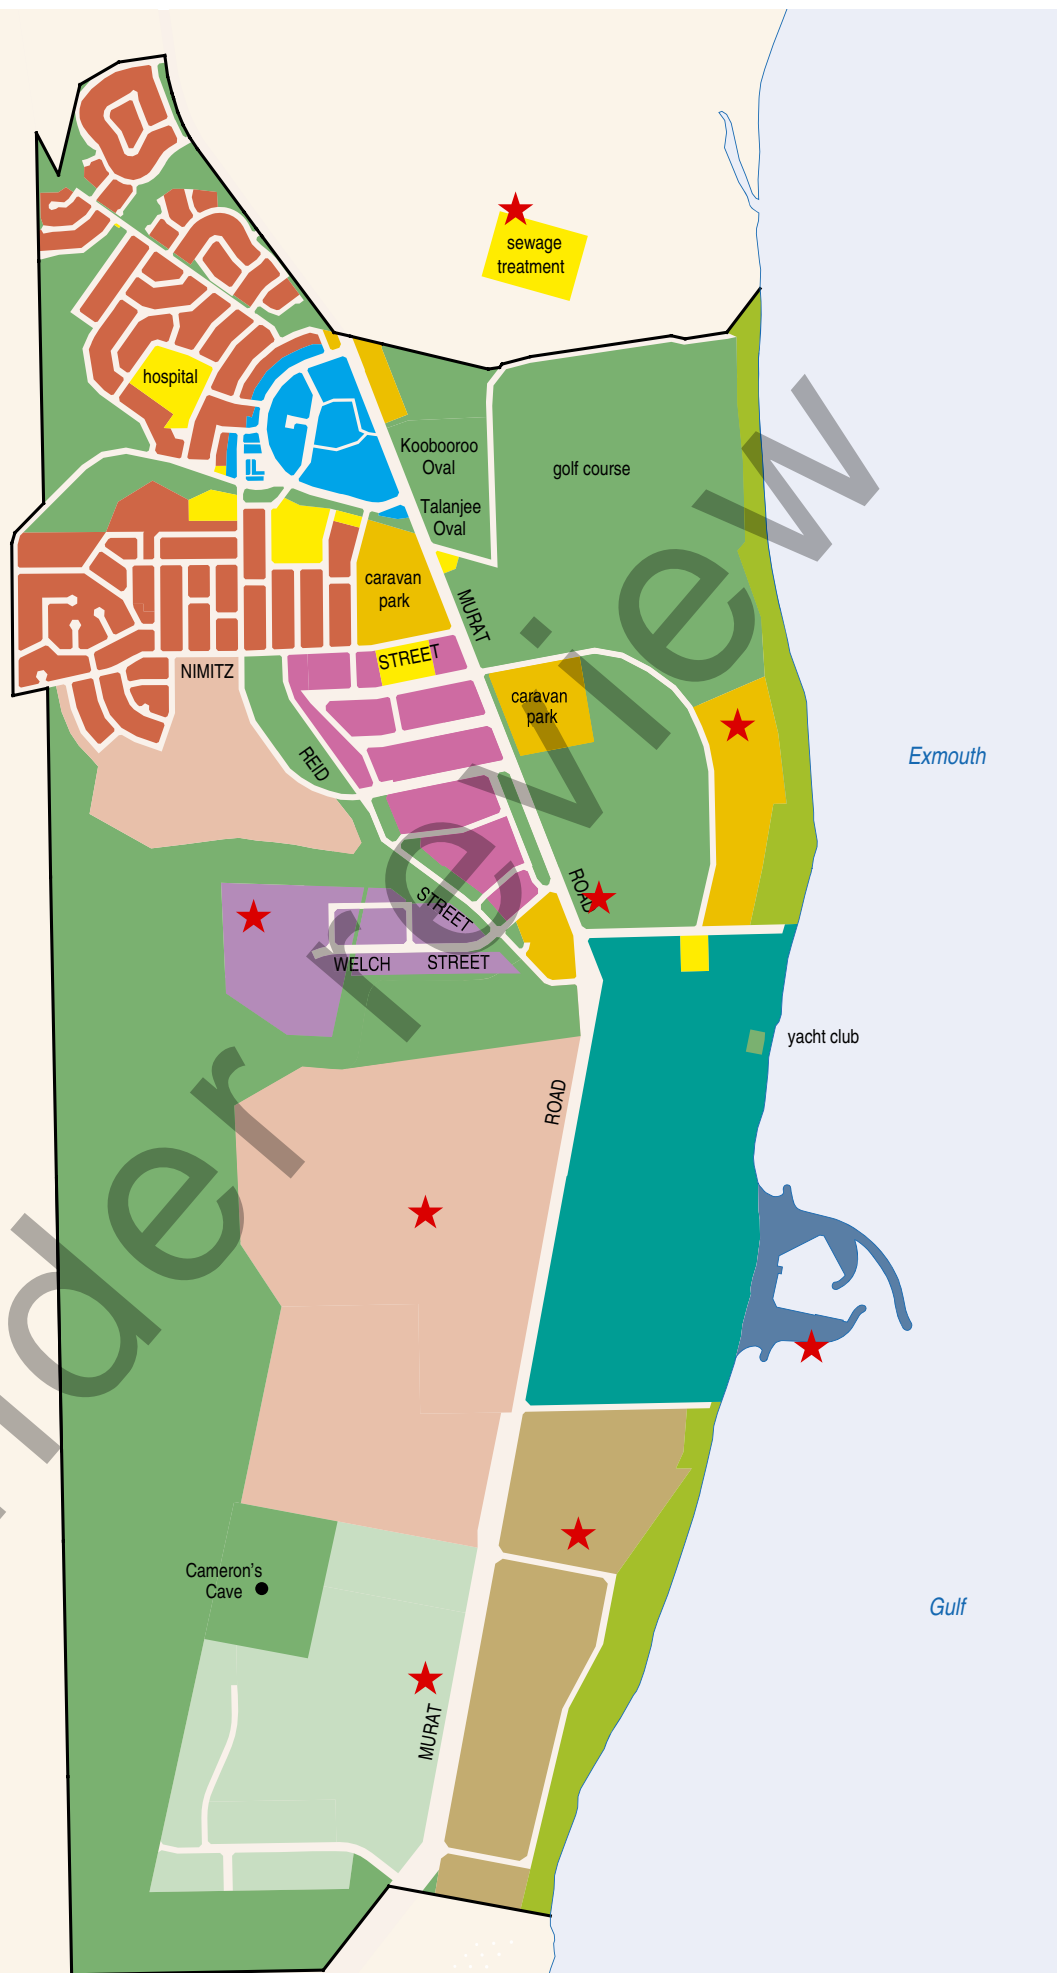 sewage
treatment
hospital
Koobooroo
Oval
golf course
Talanjee
Oval
caravan
park
MURAT
STREET
NIMITZ
caravan
park
REID
Exmouth
ROAD
STREET
WELCH STREET
yacht club
ROAD
Cameron's
Cave
Gulf
MURAT
under review